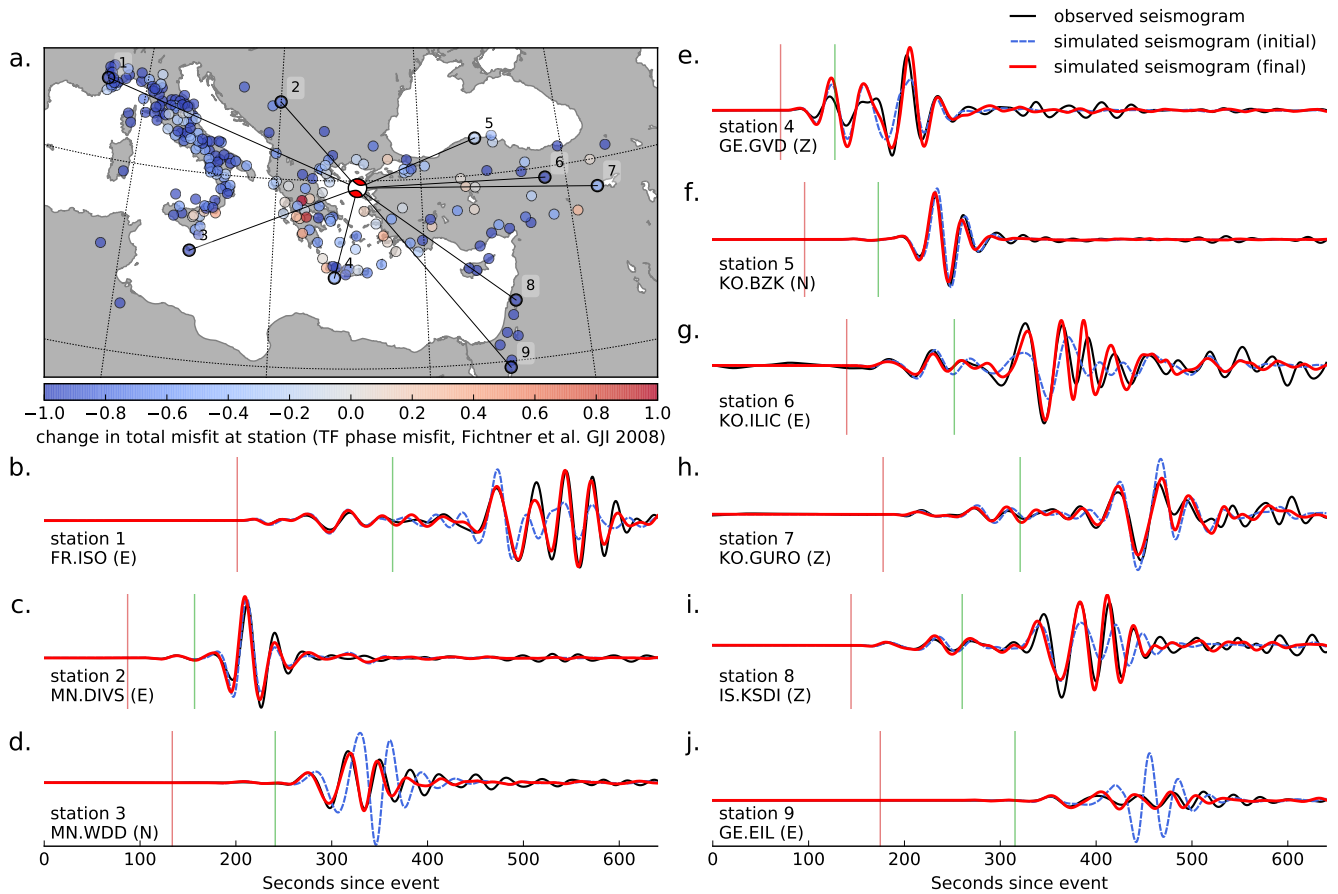 observed seismogram
simulated seismogram (initial)
simulated seismogram (final)
a.
1
2
3
4
5
6
7
8
9
−1.0 −0.8 −0.6 −0.4 −0.2 0.0 0.2 0.4 0.6 0.8 1.0
change in total misfit at station (TF phase misfit, Fichtner et al. GJI 2008)
b.
station 1
FR.ISO (E)
c.
station 2
MN.DIVS (E)
d.
station 3
MN.WDD (N)
0 100 200 300 400 500 600
Seconds since event
e.
station 4
GE.GVD (Z)
f.
station 5
KO.BZK (N)
g.
station 6
KO.ILIC (E)
h.
station 7
KO.GURO (Z)
i.
station 8
IS.KSDI (Z)
j.
station 9
GE.EIL (E)
0 100 200 300 400 500 600
Seconds since event